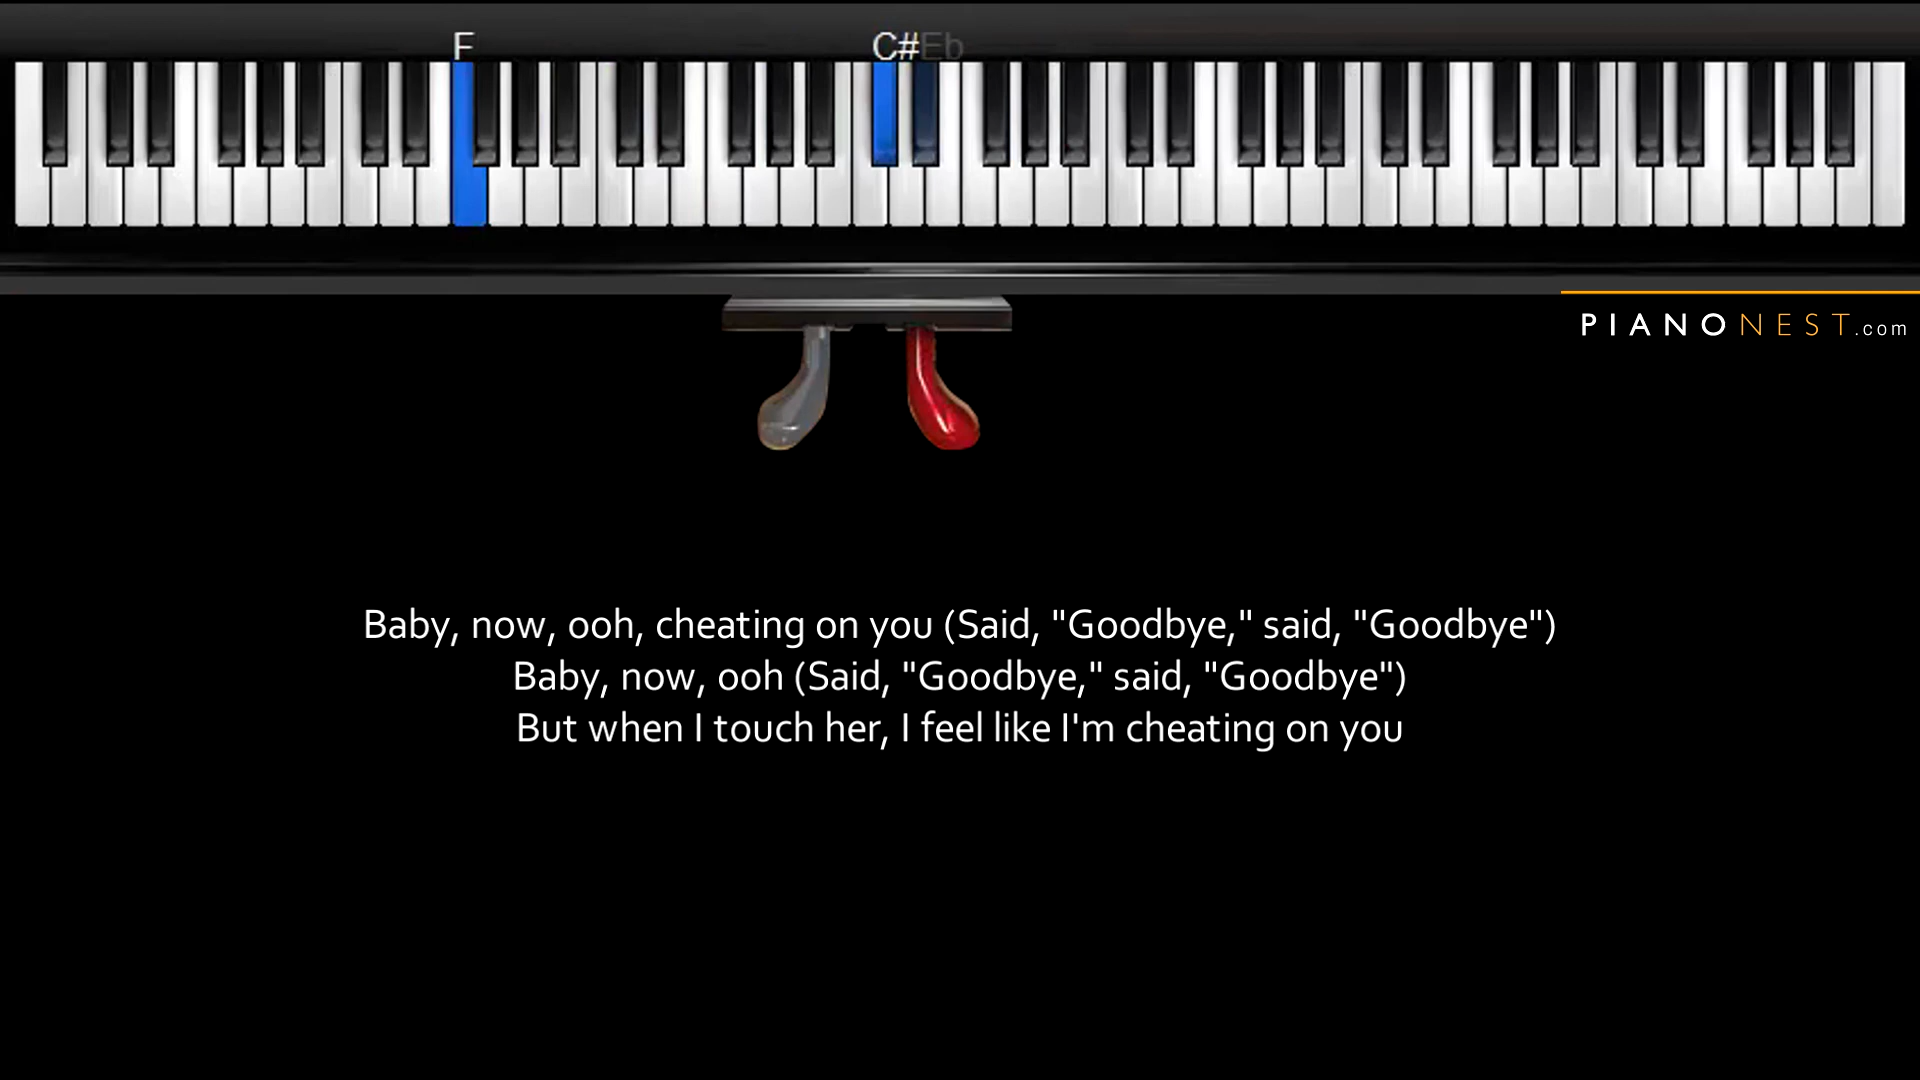 F C# Eb
PIANONEST.com
Baby, now, ooh, cheating on you (Said, "Goodbye," said, "Goodbye")
Baby, now, ooh (Said, "Goodbye," said, "Goodbye")
But when I touch her, I feel like I'm cheating on you